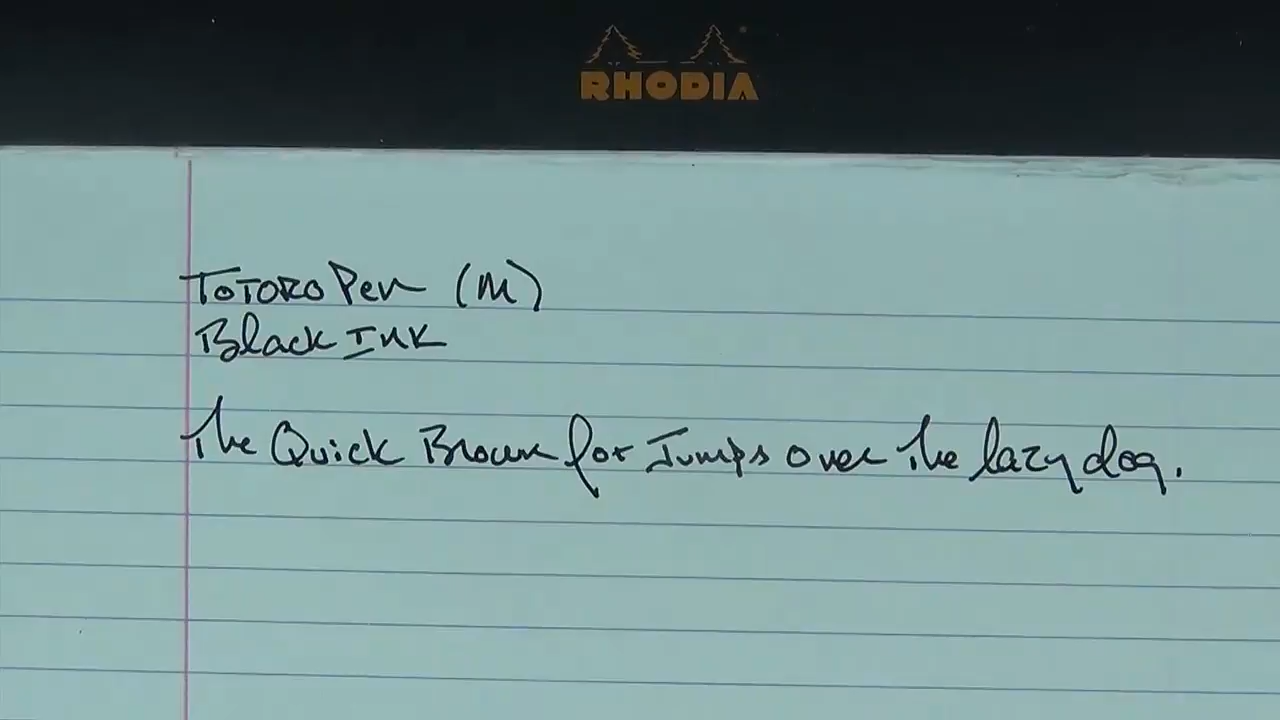 RHODIA
TOTORO Pen (M)
Black Ink
The Quick Brown fox Jumps over the lazy dog.